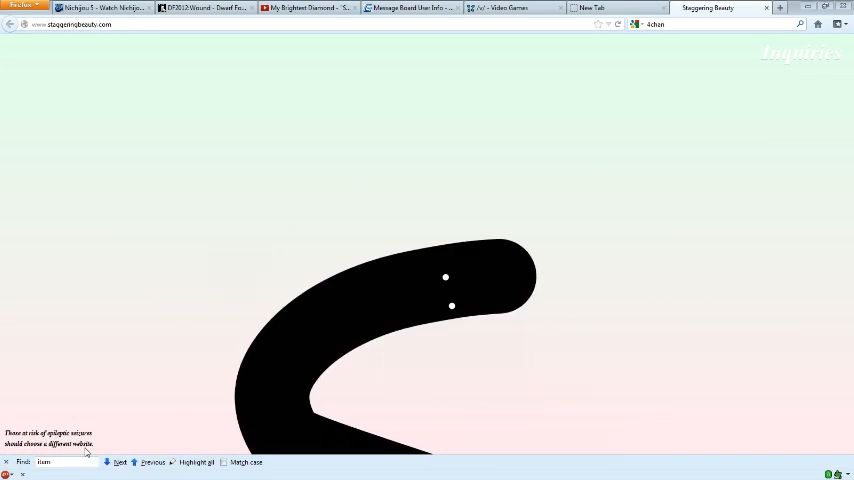 Firefox
Nichijou 5 - Watch Nichijo...
DF2012:Wound - Dwarf Fo...
My Brightest Diamond - "S...
Message Board User Info - ...
/v/ - Video Games
New Tab
Staggering Beauty
www.staggeringbeauty.com
4chan
Inquiries
Those at risk of epileptic seizures
should choose a different website.
Find: item Next Previous Highlight all Match case